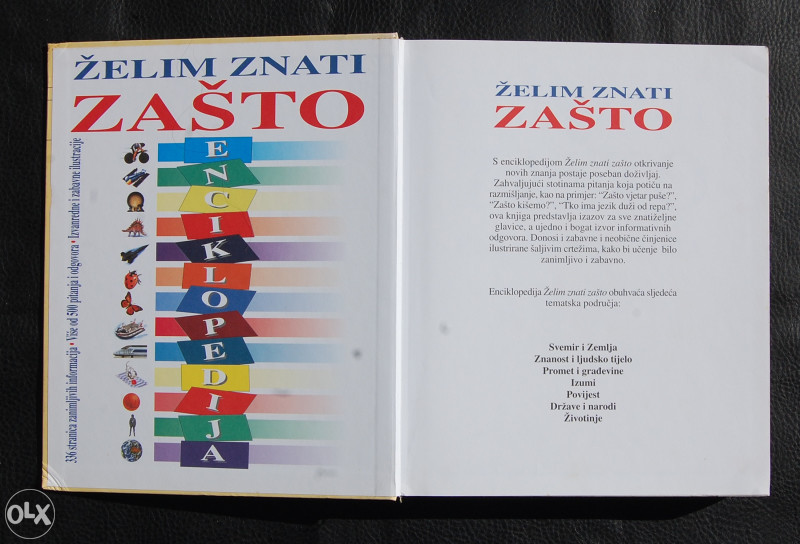 ŽELIM ZNATI
ZAŠTO
336 stranica zanimljivih informacija • Više od 500 pitanja i odgovora • Izvanredne i zabavne ilustracije
ENCIKLOPEDIJA
ŽELIM ZNATI
ZAŠTO
S enciklopedijom Želim znati zašto otkrivanje
novih znanja postaje poseban doživljaj.
Zahvaljujući stotinama pitanja koja potiču na
razmišljanje, kao na primjer: “Zašto vjetar puše?”,
“Zašto kišemo?”, “Tko ima jezik duži od repa?”,
ova knjiga predstavlja izazov za sve znatiželjne
glavice, a ujedno i bogat izvor informativnih
odgovora. Donosi i zabavne i neobične činjenice
ilustrirane šaljivim crtežima, kako bi učenje bilo
zanimljivo i zabavno.
Enciklopedija Želim znati zašto obuhvaća sljedeća
tematska područja:
Svemir i Zemlja
Znanost i ljudsko tijelo
Promet i građevine
Izumi
Povijest
Države i narodi
Životinje
OLX